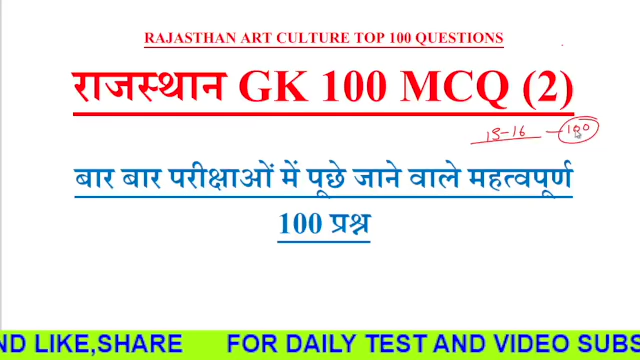 RAJASTHAN ART CULTURE TOP 100 QUESTIONS
राजस्थान GK 100 MCQ (2)
15-16 — 100
बार बार परीक्षाओं में पूछे जाने वाले महत्वपूर्ण
100 प्रश्न
ND LIKE,SHARE FOR DAILY TEST AND VIDEO SUBS